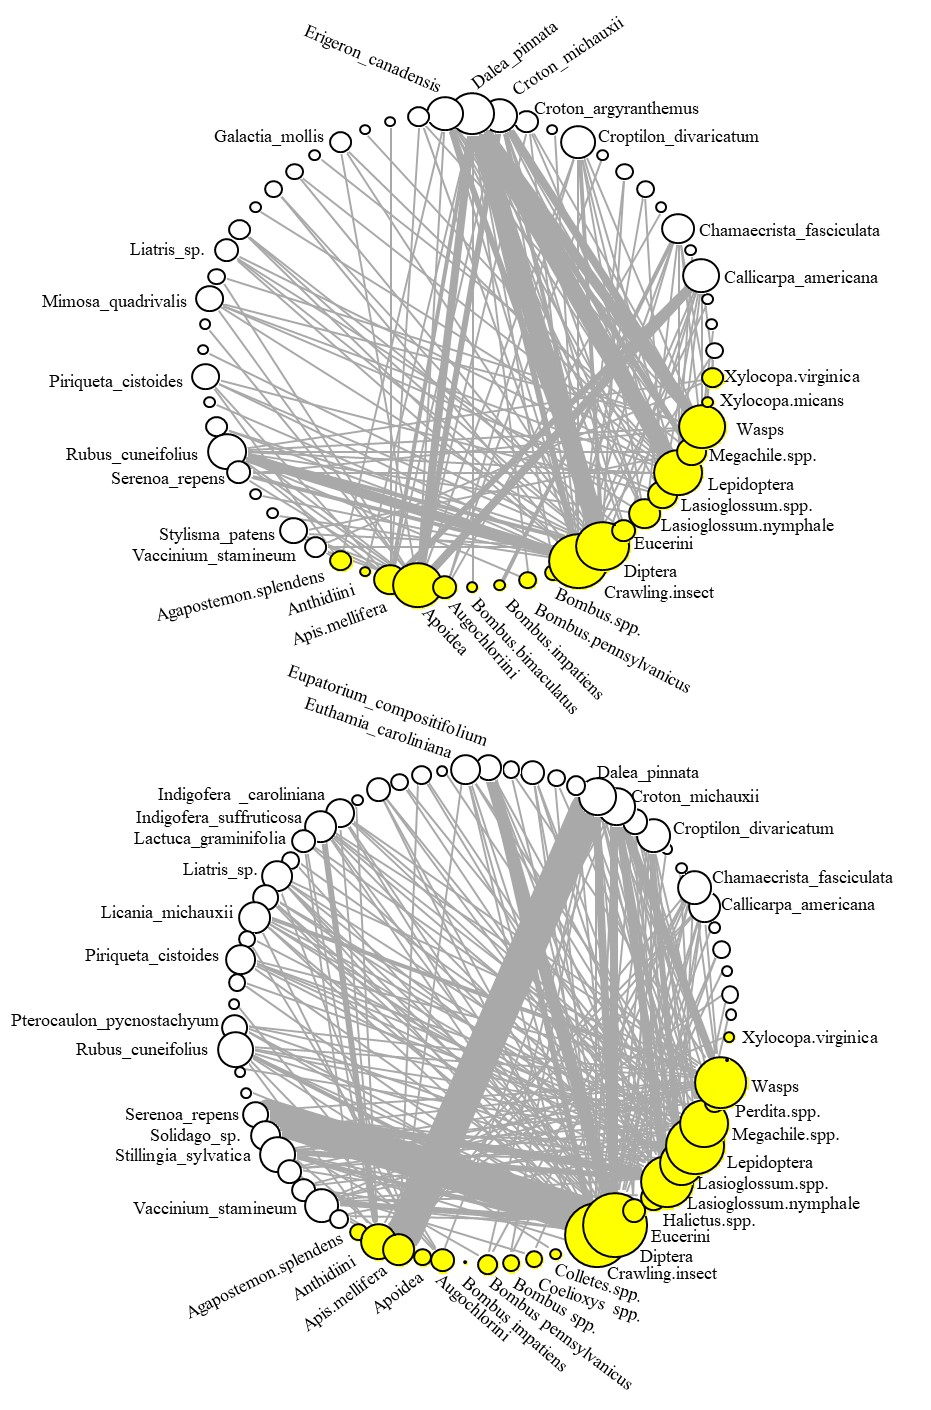 Erigeron_canadensis
Dalea_pinnata
Croton_michauxii
Croton_argyranthemus
Galactia_mollis
Croptilon_divaricatum
Chamaecrista_fasciculata
Liatris_sp.
Callicarpa_americana
Mimosa_quadrivalis
Piriqueta_cistoides
Xylocopa.virginica
Xylocopa.micans
Wasps
Rubus_cuneifolius
Megachile.spp.
Serenoa_repens
Lepidoptera
Lasioglossum.spp.
Lasioglossum.nymphale
Stylisma_patens
Eucerini
Vaccinium_stamineum
Diptera
Agapostemon.splendens
Crawling.insect
Anthidiini
Apis.mellifera
Apoidea
Augochloriini
Bombus.bimaculatus
Bombus.impatiens
Bombus.pennsylvanicus
Bombus.spp.
Eupatorium_compositifolium
Euthamia_caroliniana
Dalea_pinnata
Indigofera _caroliniana
Croton_michauxii
Indigofera_suffruticosa
Croptilon_divaricatum
Lactuca_graminifolia
Liatris_sp.
Chamaecrista_fasciculata
Callicarpa_americana
Licania_michauxii
Piriqueta_cistoides
Pterocaulon_pycnostachyum
Xylocopa.virginica
Rubus_cuneifolius
Wasps
Serenoa_repens
Perdita.spp.
Solidago_sp.
Megachile.spp.
Stillingia_sylvatica
Lepidoptera
Lasioglossum.spp.
Lasioglossum.nymphale
Vaccinium_stamineum
Halictus.spp.
Eucerini
Diptera
Crawling.insect
Agapostemon.splendens
Anthidiini
Apis.mellifera
Apoidea
Augochlorini
Bombus impatiens
Bombus pennsylvanicus
Bombus spp.
Coelioxys spp.
Colletes.spp.